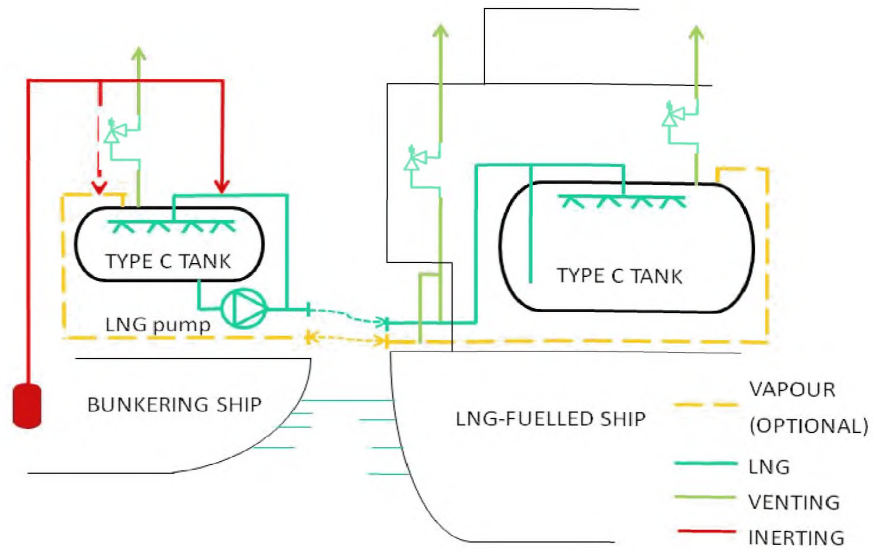 TYPE C TANK
TYPE C TANK
LNG pump
BUNKERING SHIP
LNG-FUELLED SHIP
VAPOUR
(OPTIONAL)
LNG
VENTING
INERTING